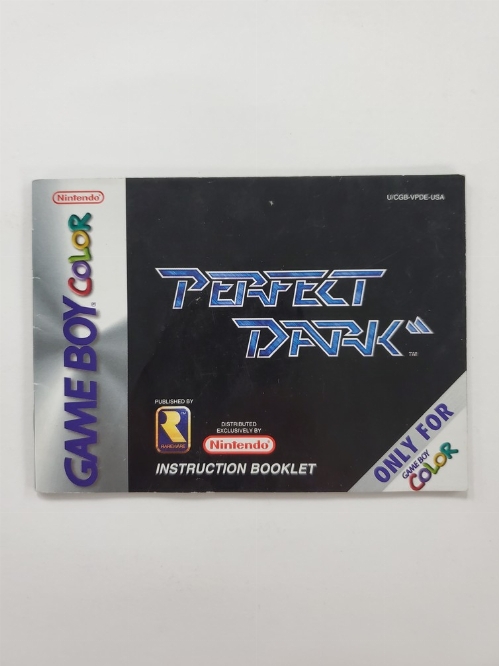 Nintendo
GAME BOY COLOR
U/CGB-VPDE-USA
PERFECT
DARK
TM
PUBLISHED BY
R
RAREWARE
DISTRIBUTED
EXCLUSIVELY BY
Nintendo
INSTRUCTION BOOKLET
ONLY FOR
GAME BOY
COLOR